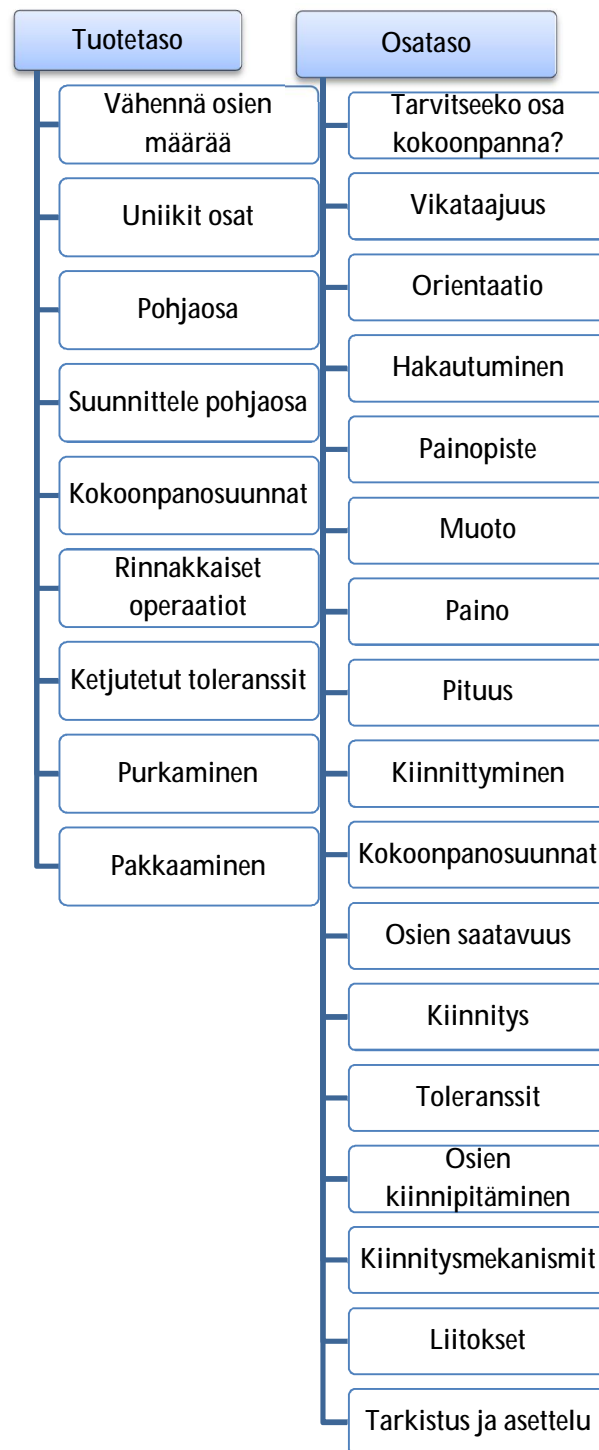 Tuotetaso
Vähennä osien
määrää
Uniikit osat
Pohjaosa
Suunnittele pohjaosa
Kokoonpanosuunnat
Rinnakkaiset
operaatiot
Ketjutetut toleranssit
Purkaminen
Pakkaaminen
Osataso
Tarvitseeko osa
kokoonpanna?
Vikataajuus
Orientaatio
Hakautuminen
Painopiste
Muoto
Paino
Pituus
Kiinnittyminen
Kokoonpanosuunnat
Osien saatavuus
Kiinnitys
Toleranssit
Osien
kiinnipitäminen
Kiinnitysmekanismit
Liitokset
Tarkistus ja asettelu